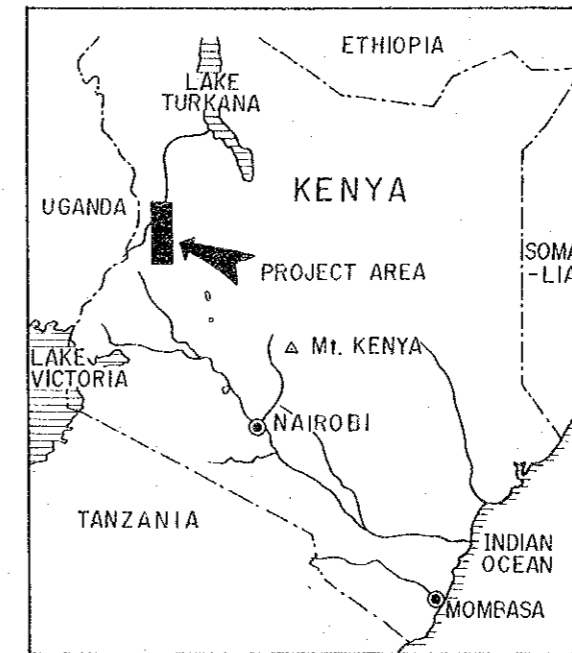 ETHIOPIA
LAKE
TURKANA
KENYA
UGANDA
SOMA
-LIA
PROJECT AREA
Mt. KENYA
LAKE
VICTORIA
NAIROBI
TANZANIA
INDIAN
OCEAN
MOMBASA